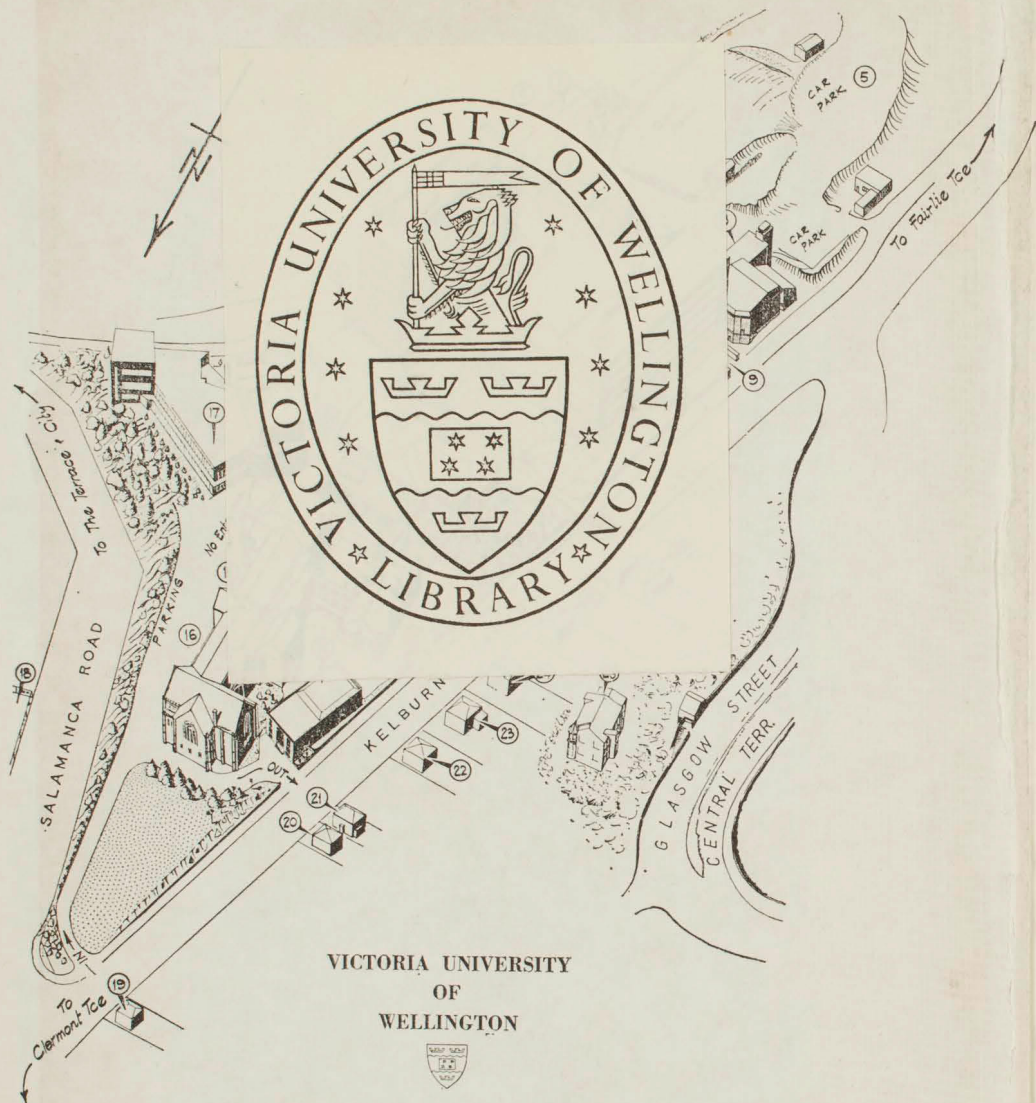 VICTORIA UNIVERSITY OF WELLINGTON
LIBRARY
N
CAR
PARK
5
CAR
PARK
To Fairlie Tce
9
17
To The Terrace & City
SALAMANCA ROAD
PARKING
No
16
18
KELBURN
OUT
23
22
21
20
GLASGOW STREET
CENTRAL TERR.
IN
19
To
Clermont Tce
VICTORIA UNIVERSITY
OF
WELLINGTON